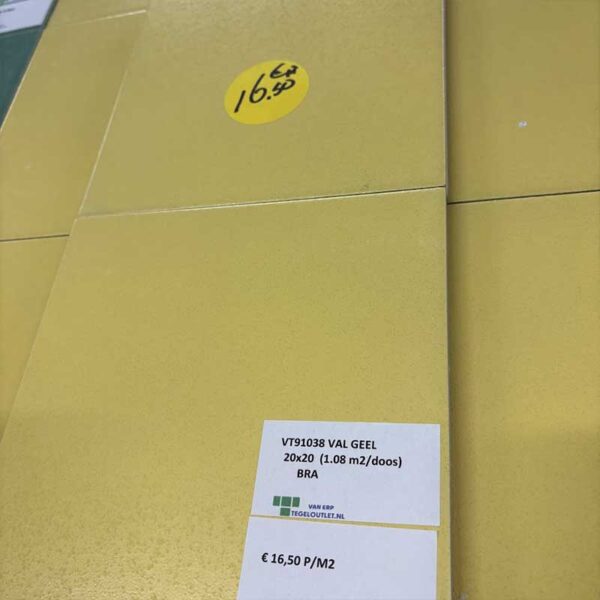 16.50
VT91038 VAL GEEL
20x20 (1.08 m2/doos)
BRA
VAN ERP
TEGELOUTLET.NL
€ 16,50 P/M2